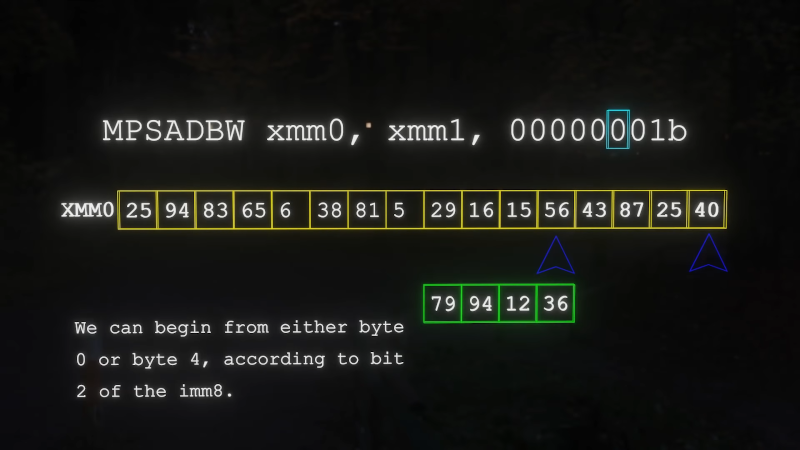 MPSADBW xmm0, xmm1, 00000001b
XMM0 25 94 83 65 6 38 81 5 29 16 15 56 43 87 25 40
79 94 12 36
We can begin from either byte
0 or byte 4, according to bit
2 of the imm8.